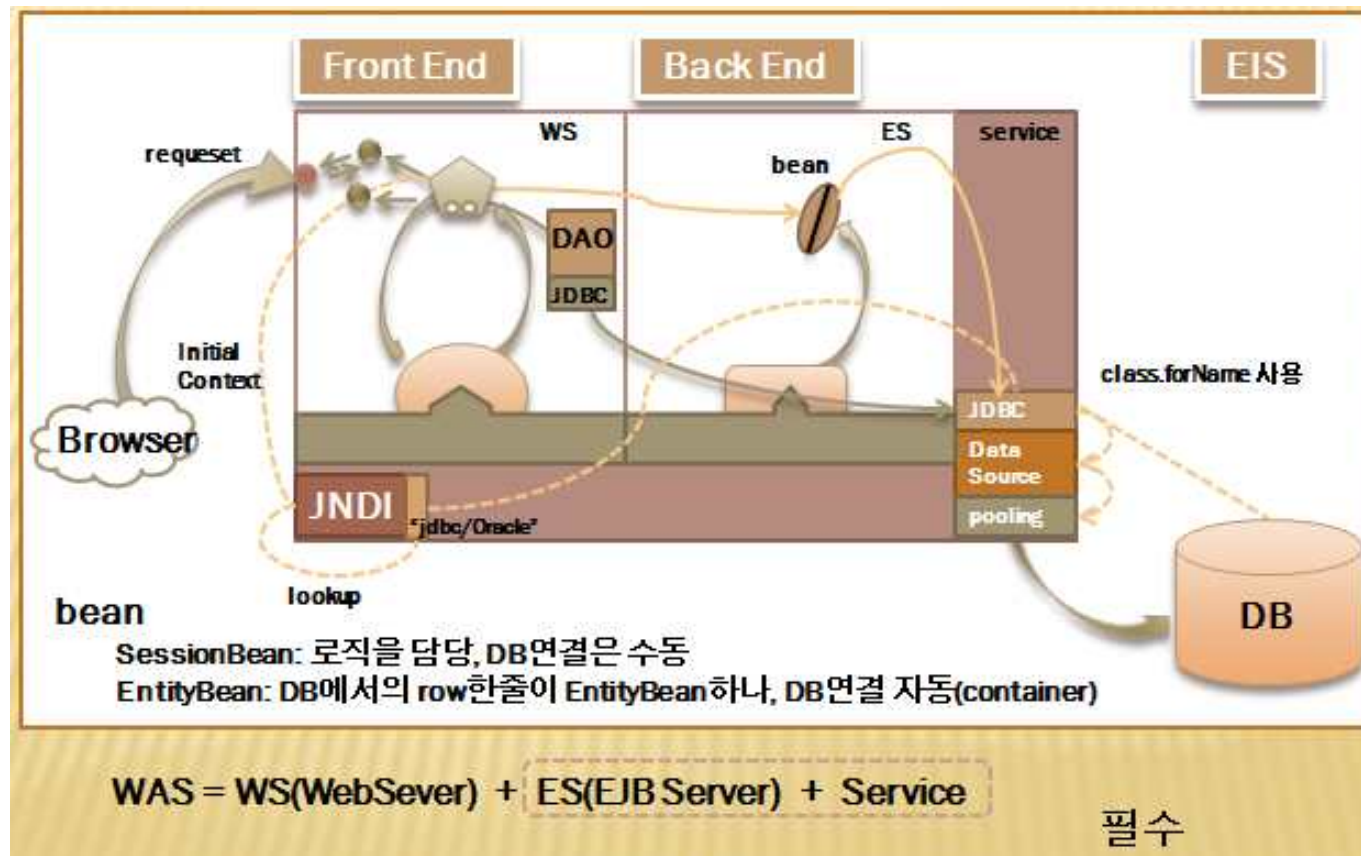 Front End
Back End
EIS
WS
ES
service
requeset
bean
DAO
JDBC
Initial
Context
class.forName 사용
JDBC
Browser
Data
Source
JNDI
"jdbc/Oracle"
pooling
lookup
DB
bean
SessionBean: 로직을 담당, DB연결은 수동
EntityBean: DB에서의 row한줄이 EntityBean하나, DB연결 자동(container)
WAS = WS(WebSever) + ES(EJB Server) + Service
필수